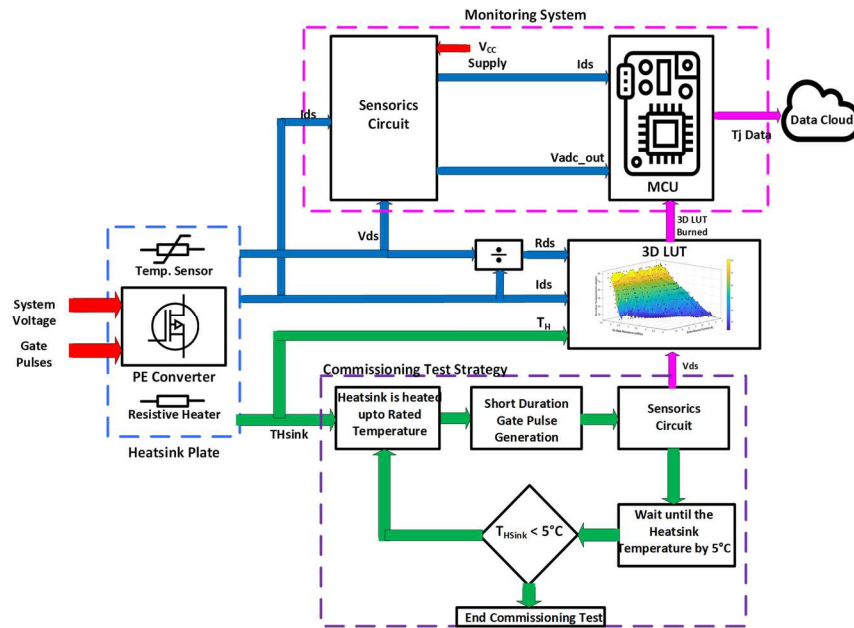 Monitoring System
V_CC
Supply
Ids
Ids
Sensorics
Circuit
Vadc_out
MCU
Tj Data
Data Cloud
3D LUT
Burned
Vds
Rds
÷
Ids
3D LUT
T_H
Temp. Sensor
System
Voltage
Gate
Pulses
PE Converter
Resistive Heater
Heatsink Plate
THsink
Commissioning Test Strategy
Vds
Heatsink is heated
upto Rated
Temperature
Short Duration
Gate Pulse
Generation
Sensorics
Circuit
Wait until the
Heatsink
Temperature by 5°C
T_HSink < 5°C
End Commissioning Test